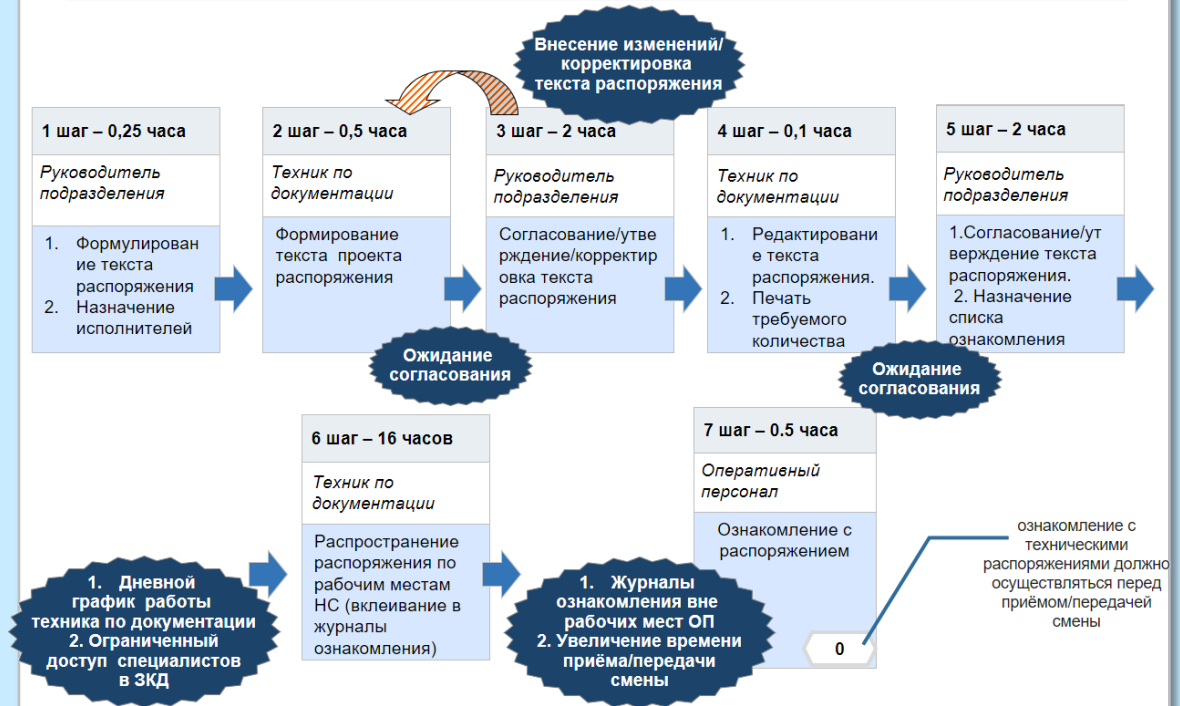 Внесение изменений/
корректировка
текста распоряжения
1 шаг – 0,25 часа
Руководитель
подразделения
1. Формулирован
ие текста
распоряжения
2. Назначение
исполнителей
2 шаг – 0,5 часа
Техник по
документации
Формирование
текста проекта
распоряжения
3 шаг – 2 часа
Руководитель
подразделения
Согласование/утве
рждение/корректир
овка текста
распоряжения
4 шаг – 0,1 часа
Техник по
документации
1. Редактировани
е текста
распоряжения.
2. Печать
требуемого
количества
5 шаг – 2 часа
Руководитель
подразделения
1.Согласование/ут
верждение текста
распоряжения.
2. Назначение
списка
ознакомления
Ожидание
согласования
Ожидание
согласования
6 шаг – 16 часов
Техник по
документации
Распространение
распоряжения по
рабочим местам
НС (вклеивание в
журналы
ознакомления)
7 шаг – 0.5 часа
Оперативный
персонал
Ознакомление с
распоряжением
0
1. Дневной
график работы
техника по документации
2. Ограниченный
доступ специалистов
в ЗКД
1. Журналы
ознакомления вне
рабочих мест ОП
2. Увеличение времени
приёма/передачи
смены
ознакомление с
техническими
распоряжениями должно
осуществляться перед
приёмом/передачей
смены